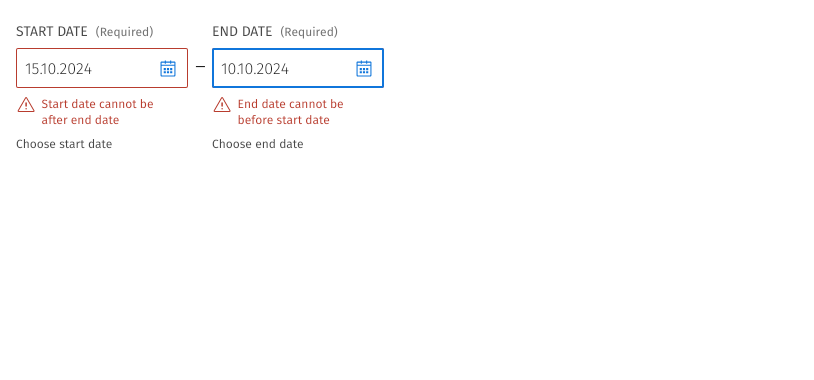 START DATE (Required)
15.10.2024
Start date cannot be
after end date
Choose start date
–
END DATE (Required)
10.10.2024
End date cannot be
before start date
Choose end date